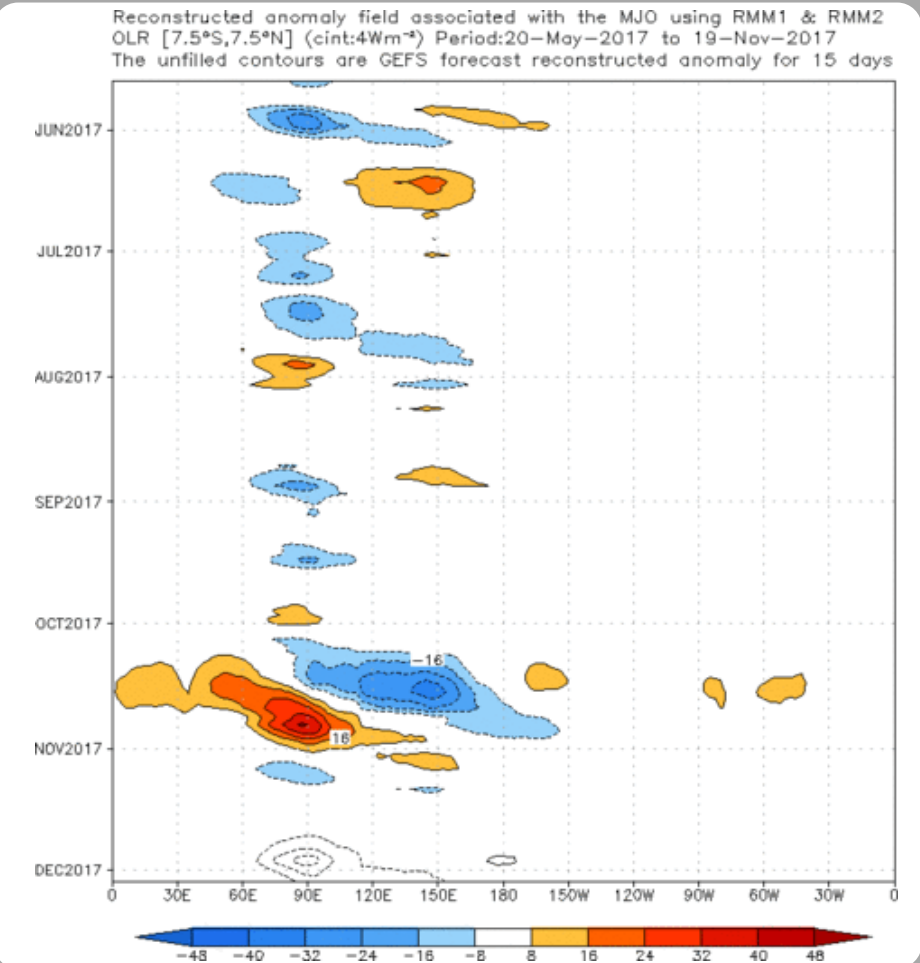 Reconstructed anomaly field associated with the MJO using RMM1 & RMM2
OLR [7.5°S,7.5°N] (cint:4Wm⁻²) Period:20-May-2017 to 19-Nov-2017
The unfilled contours are GEFS forecast reconstructed anomaly for 15 days
JUN2017
JUL2017
AUG2017
SEP2017
OCT2017
-16
16
NOV2017
DEC2017
0 30E 60E 90E 120E 150E 180 150W 120W 90W 60W 30W 0
-48 -40 -32 -24 -16 -8 8 16 24 32 40 48